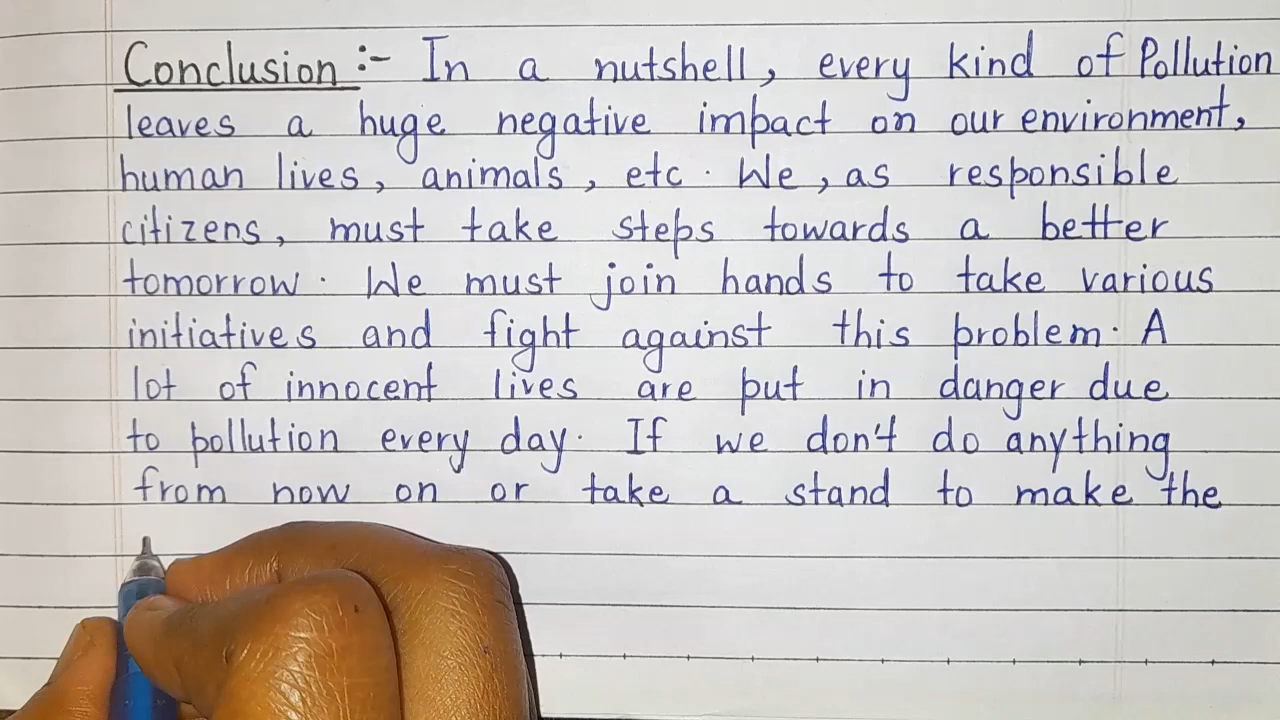 Conclusion :- In a nutshell, every kind of Pollution
leaves a huge negative impact on our environment,
human lives, animals, etc. We, as responsible
citizens, must take steps towards a better
tomorrow. We must join hands to take various
initiatives and fight against this problem. A
lot of innocent lives are put in danger due
to pollution every day. If we don't do anything
from now on or take a stand to make the